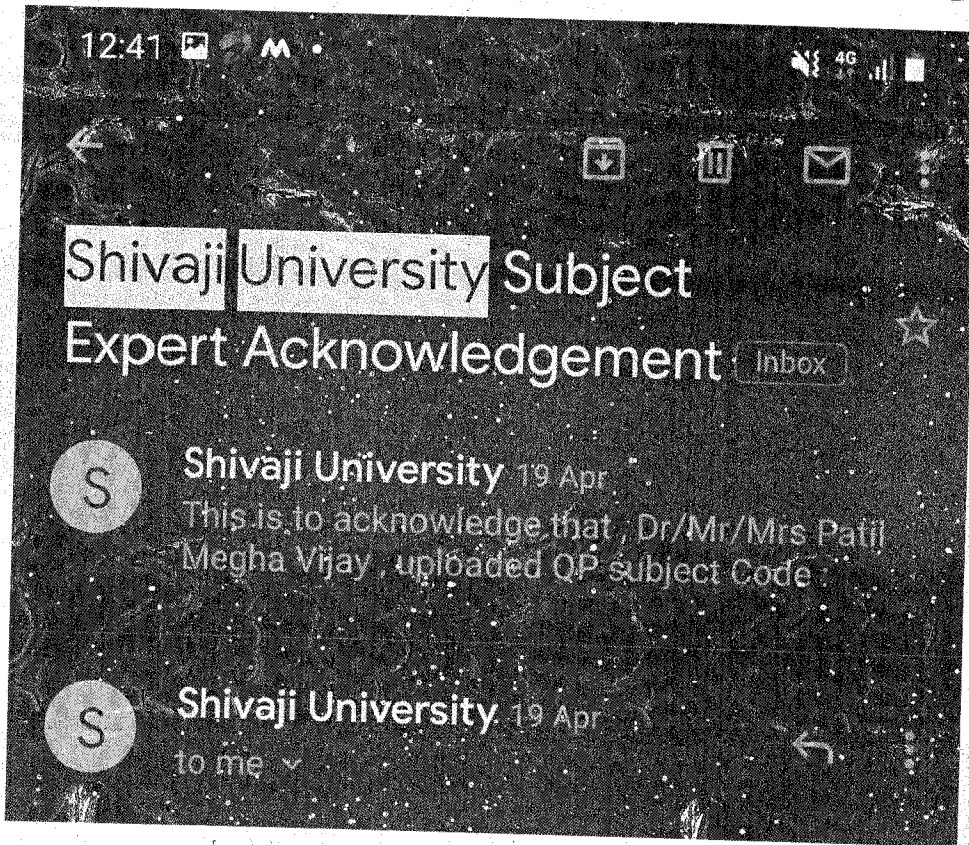 12:41
4G
Shivaji University Subject
Expert Acknowledgement Inbox
S
Shivaji University 19 Apr
This is to acknowledge that , Dr/Mr/Mrs Patil
Megha Vijay , uploaded QP subject Code :
S
Shivaji University 19 Apr
to me